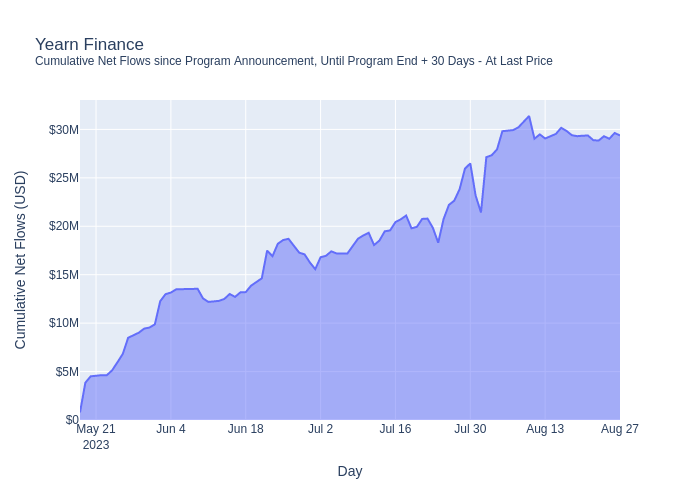 Yearn Finance
Cumulative Net Flows since Program Announcement, Until Program End + 30 Days - At Last Price
Cumulative Net Flows (USD)
$30M
$25M
$20M
$15M
$10M
$5M
$0
May 21
2023
Jun 4
Jun 18
Jul 2
Jul 16
Jul 30
Aug 13
Aug 27
Day